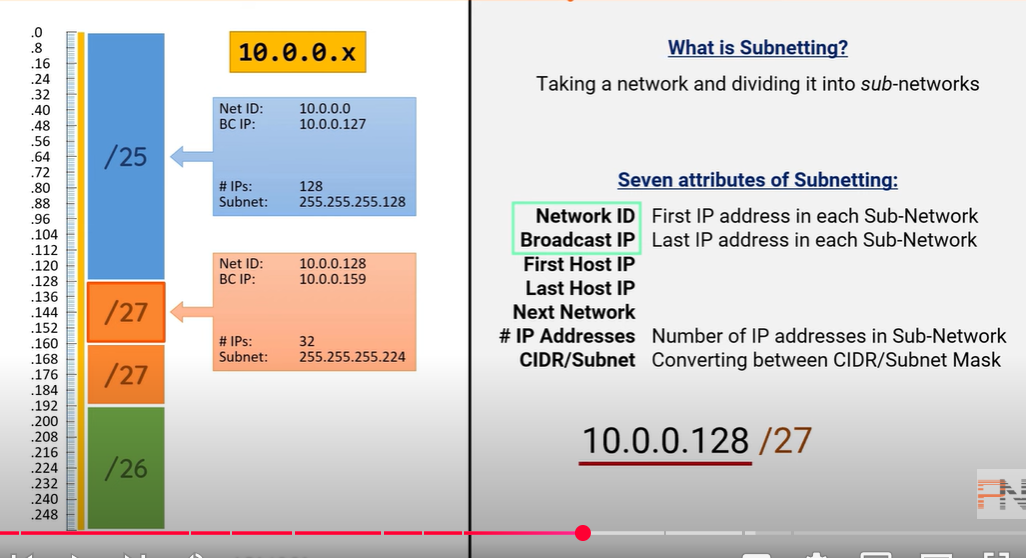 .0
.8
.16
.24
.32
.40
.48
.56
.64
.72
.80
.88
.96
.104
.112
.120
.128
.136
.144
.152
.160
.168
.176
.184
.192
.200
.208
.216
.224
.232
.240
.248
/25
/27
/27
/26
10.0.0.x
Net ID: 10.0.0.0
BC IP: 10.0.0.127
# IPs: 128
Subnet: 255.255.255.128
Net ID: 10.0.0.128
BC IP: 10.0.0.159
# IPs: 32
Subnet: 255.255.255.224
What is Subnetting?
Taking a network and dividing it into sub-networks
Seven attributes of Subnetting:
Network ID First IP address in each Sub-Network
Broadcast IP Last IP address in each Sub-Network
First Host IP
Last Host IP
Next Network
# IP Addresses Number of IP addresses in Sub-Network
CIDR/Subnet Converting between CIDR/Subnet Mask
10.0.0.128 /27